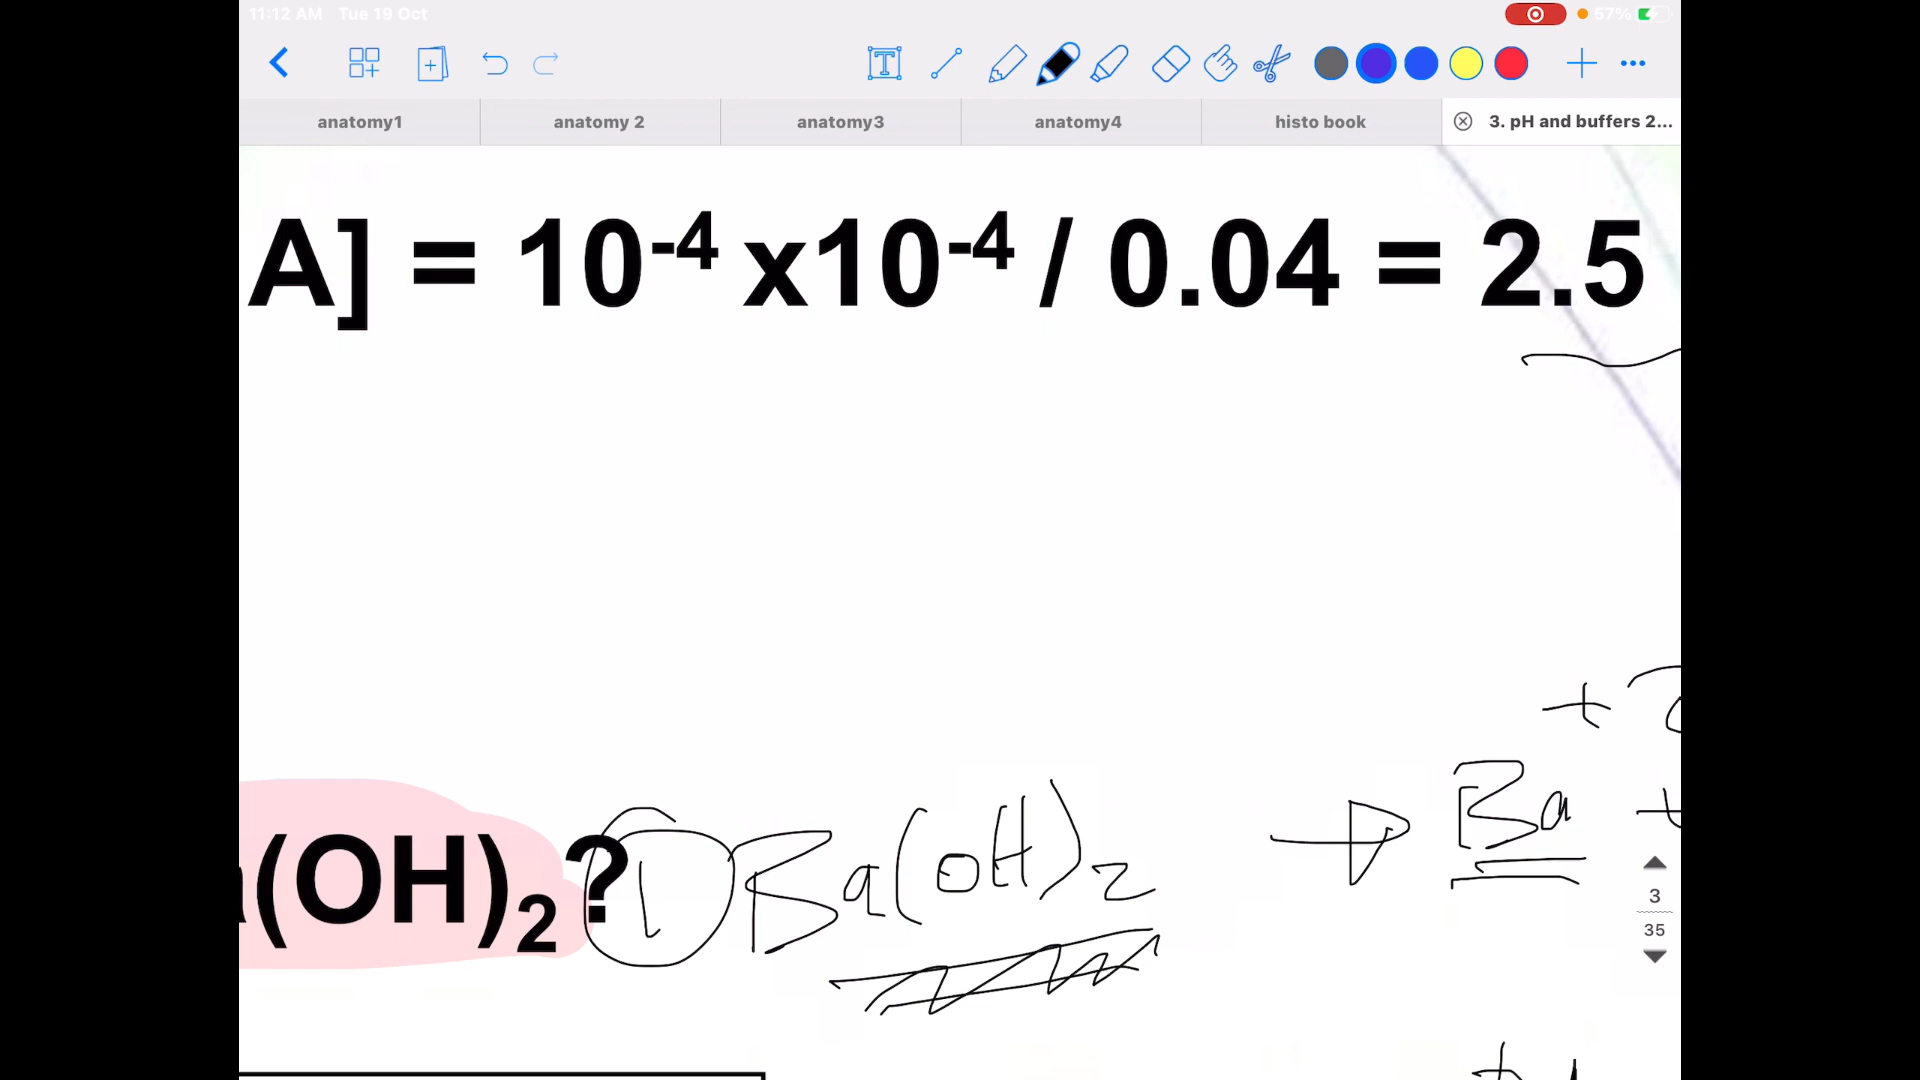 11:12 AM Tue 19 Oct 57%
T
anatomy1 anatomy 2 anatomy3 anatomy4 histo book 3. pH and buffers 2...
A] = 10⁻⁴ x10⁻⁴ / 0.04 = 2.5
+ 2
(OH)₂ ? 1 Ba(OH)₂ → Ba +
3
35
+